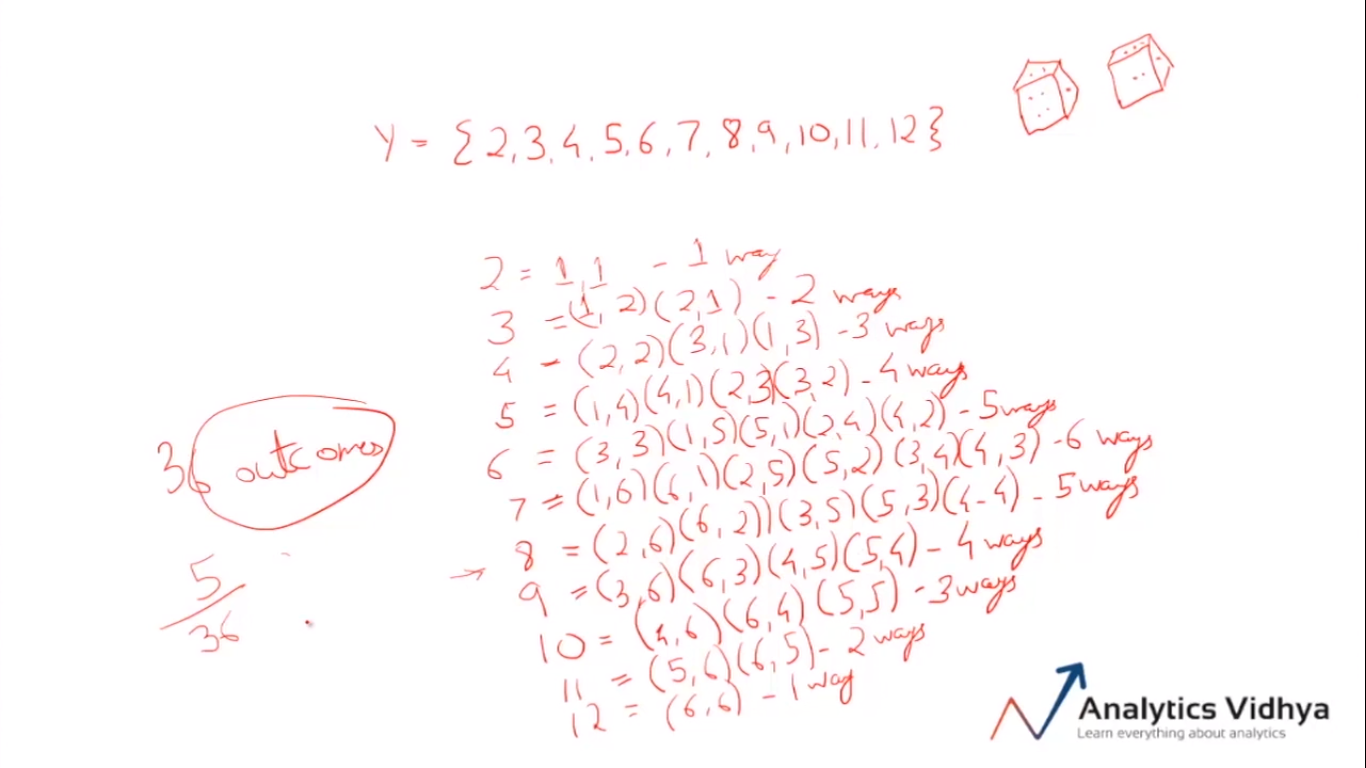 Y = {2,3,4,5,6,7,8,9,10,11,12}
2 = 1,1 - 1 way
3 = (1,2)(2,1) - 2 ways
4 - (2,2)(3,1)(1,3) - 3 ways
5 = (1,4)(4,1)(2,3)(3,2) - 4 ways
6 = (3,3)(1,5)(5,1)(2,4)(4,2) - 5 ways
7 = (1,6)(6,1)(2,5)(5,2)(3,4)(4,3) - 6 ways
8 = (2,6)(6,2))(3,5)(5,3)(4-4) - 5 ways
→ 9 = (3,6)(6,3)(4,5)(5,4) - 4 ways
10 = (4,6)(6,4)(5,5) - 3 ways
11 = (5,6)(6,5) - 2 ways
12 = (6,6) - 1 way
36 outcomes
5/36
Analytics Vidhya
Learn everything about analytics